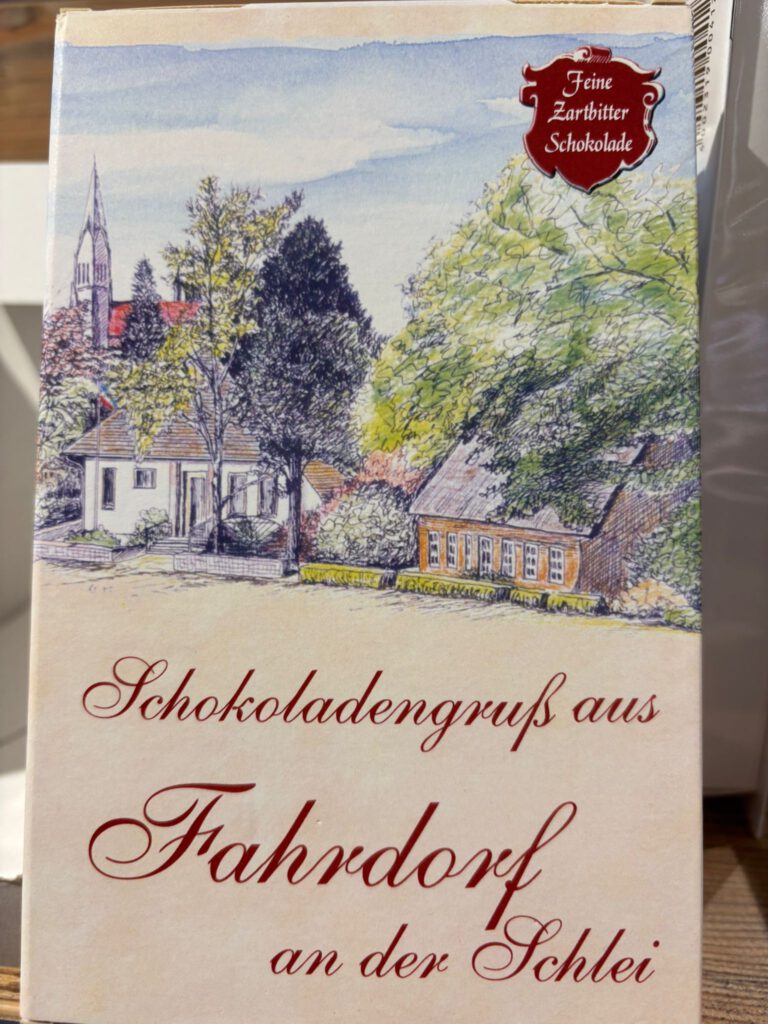 Feine
Zartbitter
Schokolade
Schokoladengruß aus
Fahrdorf
an der Schlei